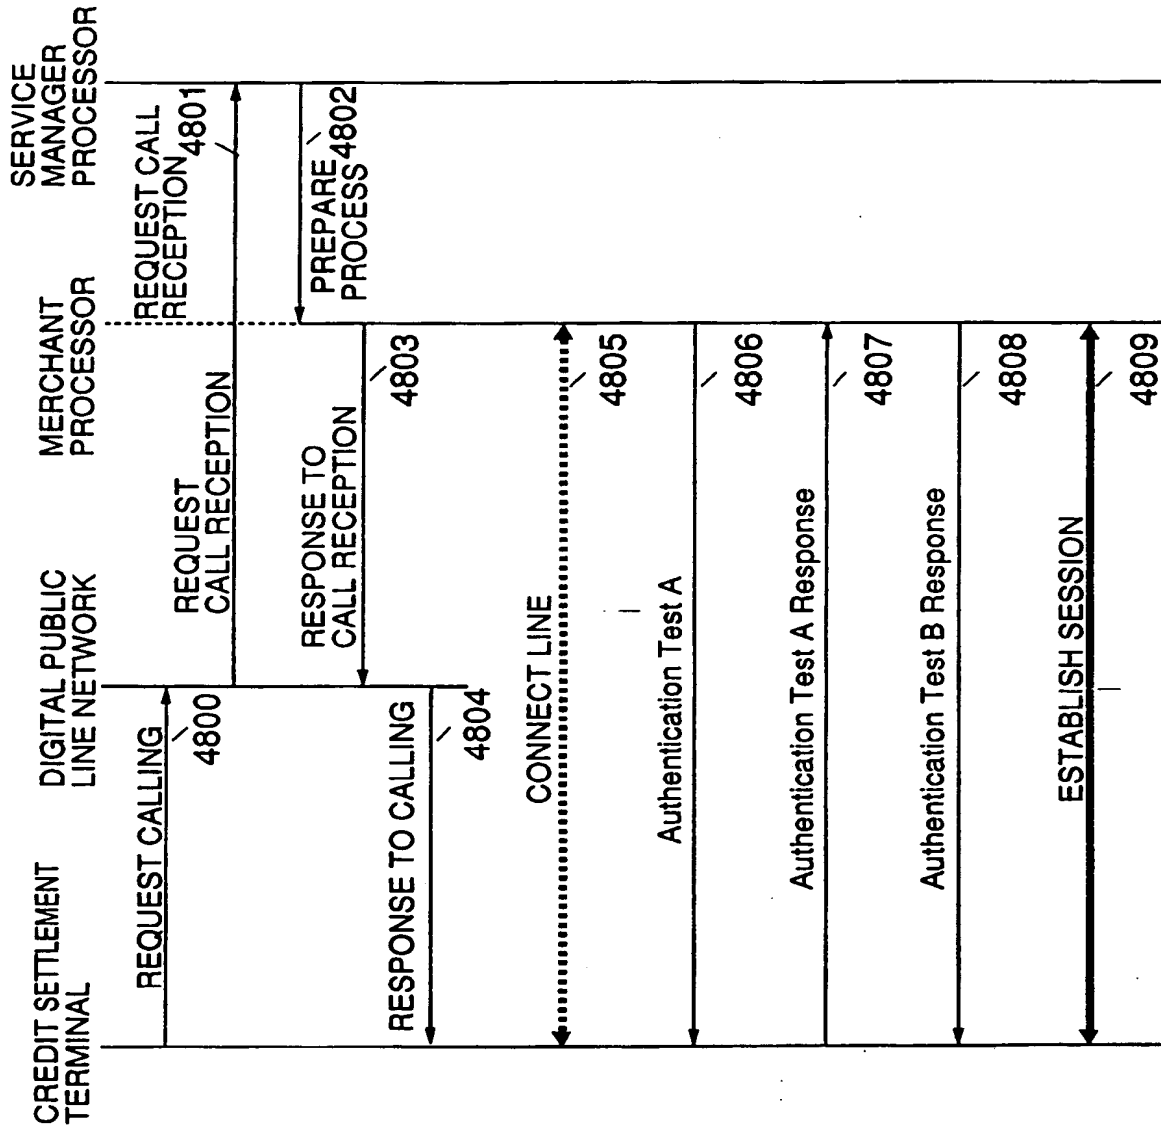 CREDIT SETTLEMENT
TERMINAL
DIGITAL PUBLIC
LINE NETWORK
MERCHANT
PROCESSOR
SERVICE
MANAGER
PROCESSOR
REQUEST CALLING
4800
REQUEST
CALL RECEPTION
REQUEST CALL
RECEPTION
4801
PREPARE
PROCESS
4802
RESPONSE TO
CALL RECEPTION
4803
RESPONSE TO CALLING
4804
CONNECT LINE
4805
Authentication Test A
4806
Authentication Test A Response
4807
Authentication Test B Response
4808
ESTABLISH SESSION
4809